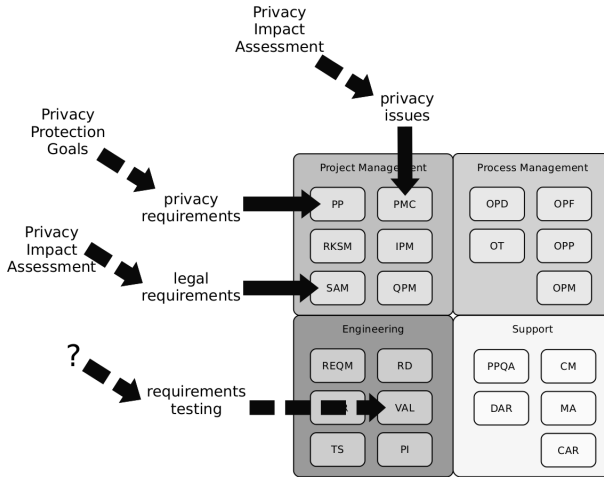 Privacy
Impact
Assessment
privacy
issues
Privacy
Protection
Goals
privacy
requirements
Privacy
Impact
Assessment
legal
requirements
?
requirements
testing
Project Management
PP
PMC
RKSM
IPM
SAM
QPM
Process Management
OPD
OPF
OT
OPP
OPM
Engineering
REQM
RD
VAL
TS
PI
Support
PPQA
CM
DAR
MA
CAR